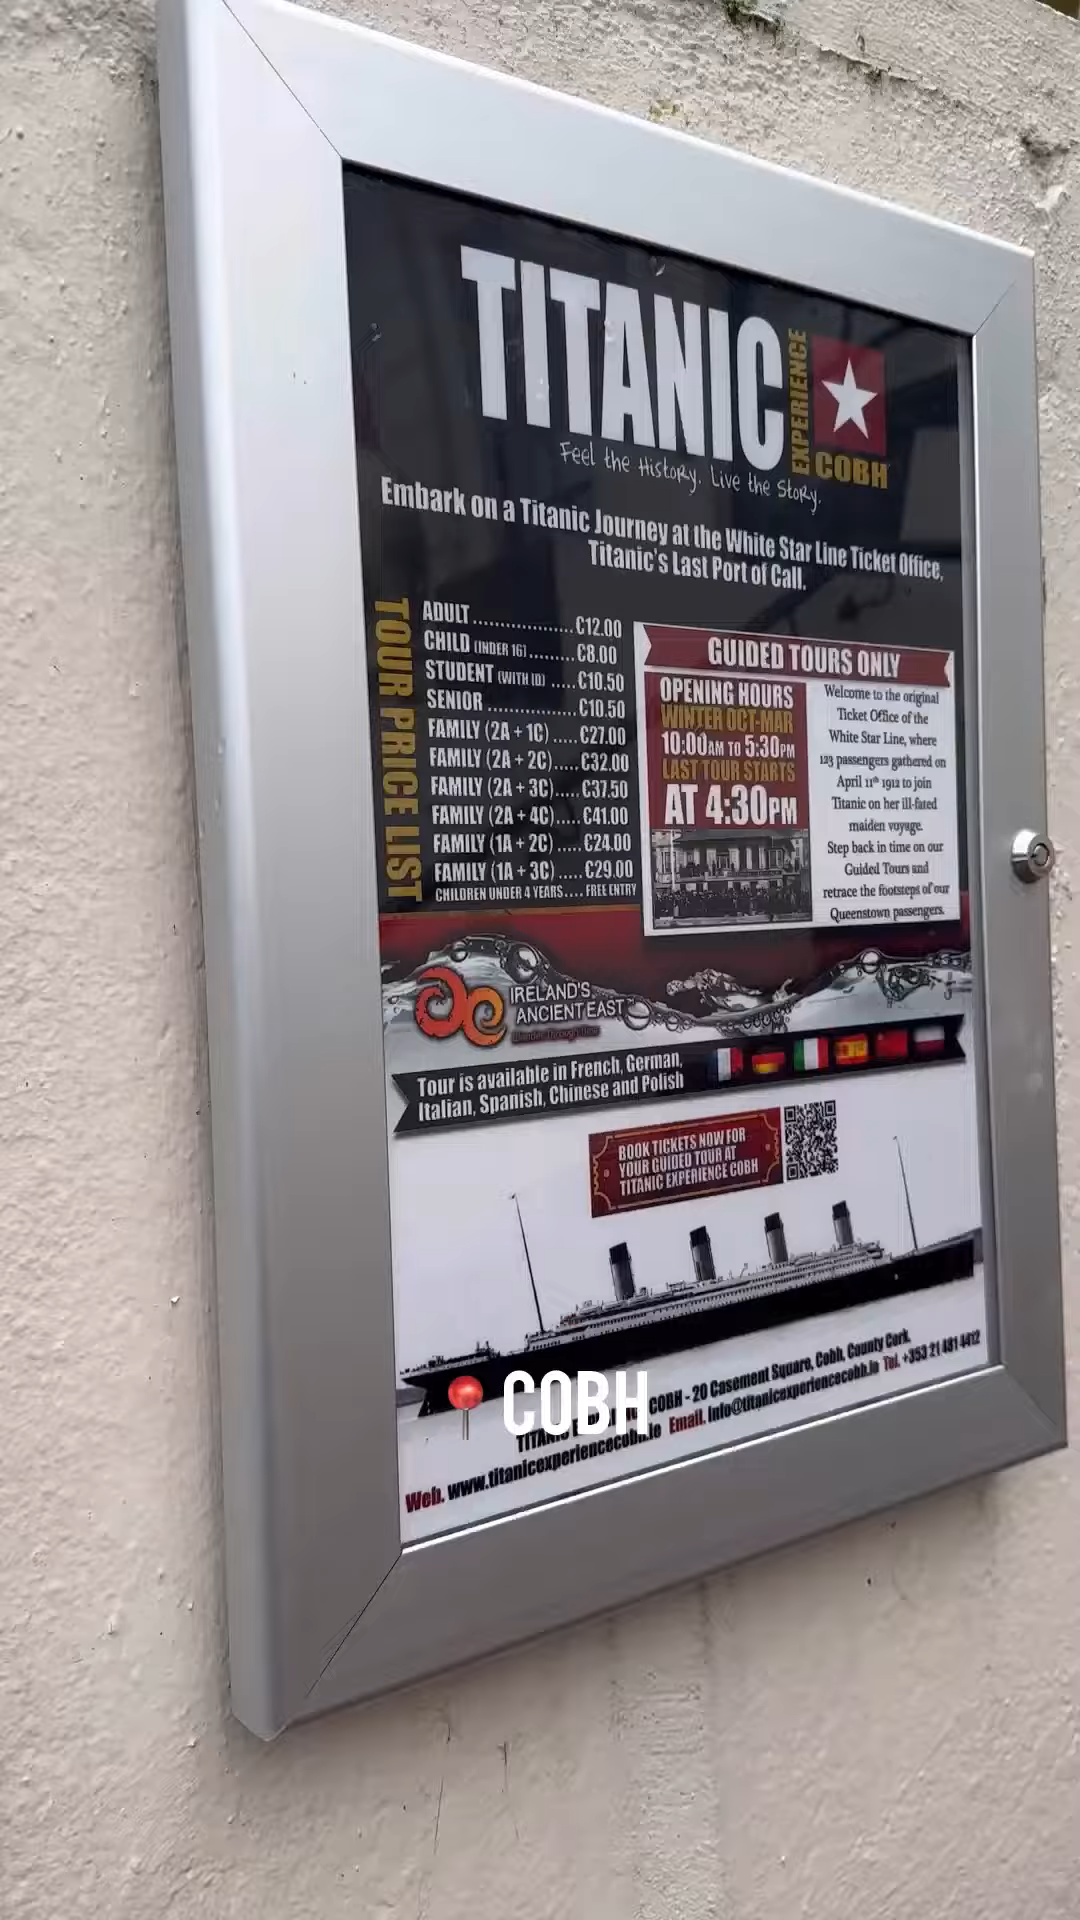 TITANIC
EXPERIENCE
COBH
Feel the History. Live the Story.
Embark on a Titanic Journey at the White Star Line Ticket Office,
Titanic's Last Port of Call.
TOUR PRICE LIST
ADULT...................€12.00
CHILD (INDER 16).........€8.00
STUDENT (WITH ID).....€10.50
SENIOR..................€10.50
FAMILY (2A + 1C).....€27.00
FAMILY (2A + 2C).....€32.00
FAMILY (2A + 3C).....€37.50
FAMILY (2A + 4C).....€41.00
FAMILY (1A + 2C).....€24.00
FAMILY (1A + 3C).....€29.00
CHILDREN UNDER 4 YEARS.... FREE ENTRY
GUIDED TOURS ONLY
OPENING HOURS
WINTER OCT-MAR
10:00AM TO 5:30PM
LAST TOUR STARTS
AT 4:30PM
Welcome to the original
Ticket Office of the
White Star Line, where
123 passengers gathered on
April 11th 1912 to join
Titanic on her ill-fated
maiden voyage.
Step back in time on our
Guided Tours and
retrace the footsteps of our
Queenstown passengers.
IRELAND'S
ANCIENT EAST
Tour is available in French, German,
Italian, Spanish, Chinese and Polish
BOOK TICKETS NOW FOR
YOUR GUIDED TOUR AT
TITANIC EXPERIENCE COBH
COBH
TITANIC COBH - 20 Casement Square, Cobh, County Cork.
Web. www.titanicexperiencecobh.ie Email. Info@titanicexperiencecobh.ie Tel. +353 21 481 4412